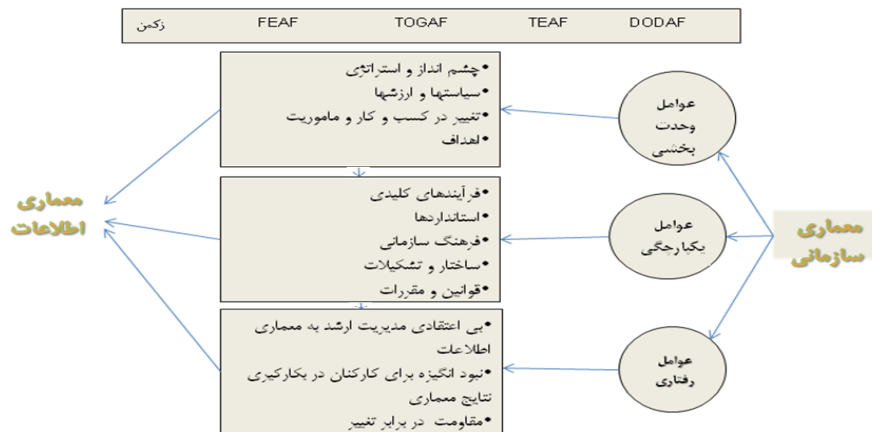 زکمن FEAF TOGAF TEAF DODAF
معماری
سازمانی
عوامل
وحدت
بخشی
عوامل
یکپارچگی
عوامل
رفتاری
•چشم انداز و استراتژی
•سیاستها و ارزشها
•تغییر در کسب و کار و ماموریت
•اهداف
•فرآیندهای کلیدی
•استانداردها
•فرهنگ سازمانی
•ساختار و تشکیلات
•قوانین و مقررات
•بی اعتقادی مدیریت ارشد به معماری
اطلاعات
•نبود انگیزه برای کارکنان در بکارگیری
نتایج معماری
•مقاومت در برابر تغییر
معماری
اطلاعات